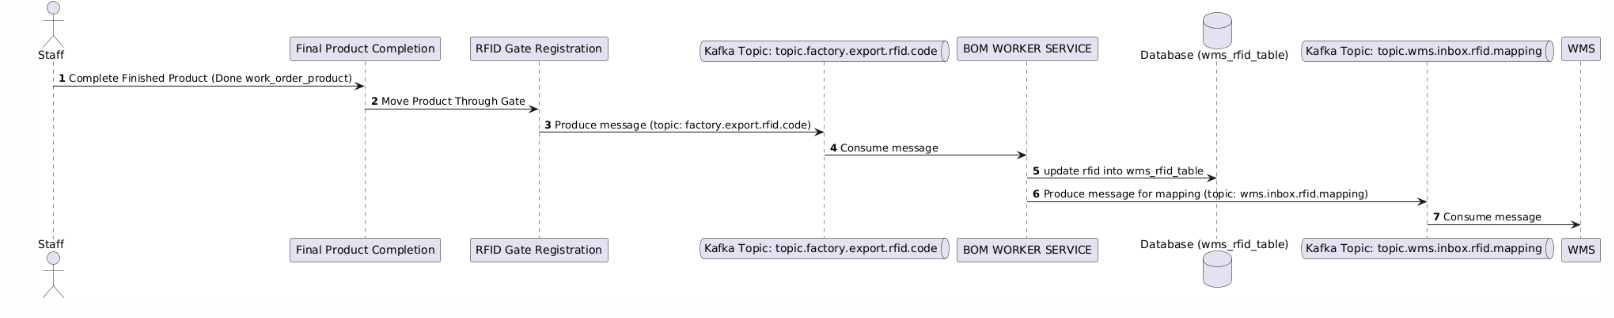 Staff
Final Product Completion
RFID Gate Registration
Kafka Topic: topic.factory.export.rfid.code
BOM WORKER SERVICE
Database (wms_rfid_table)
Kafka Topic: topic.wms.inbox.rfid.mapping
WMS
1 Complete Finished Product (Done work_order_product)
2 Move Product Through Gate
3 Produce message (topic: factory.export.rfid.code)
4 Consume message
5 update rfid into wms_rfid_table
6 Produce message for mapping (topic: wms.inbox.rfid.mapping)
7 Consume message
Staff
Final Product Completion
RFID Gate Registration
Kafka Topic: topic.factory.export.rfid.code
BOM WORKER SERVICE
Database (wms_rfid_table)
Kafka Topic: topic.wms.inbox.rfid.mapping
WMS